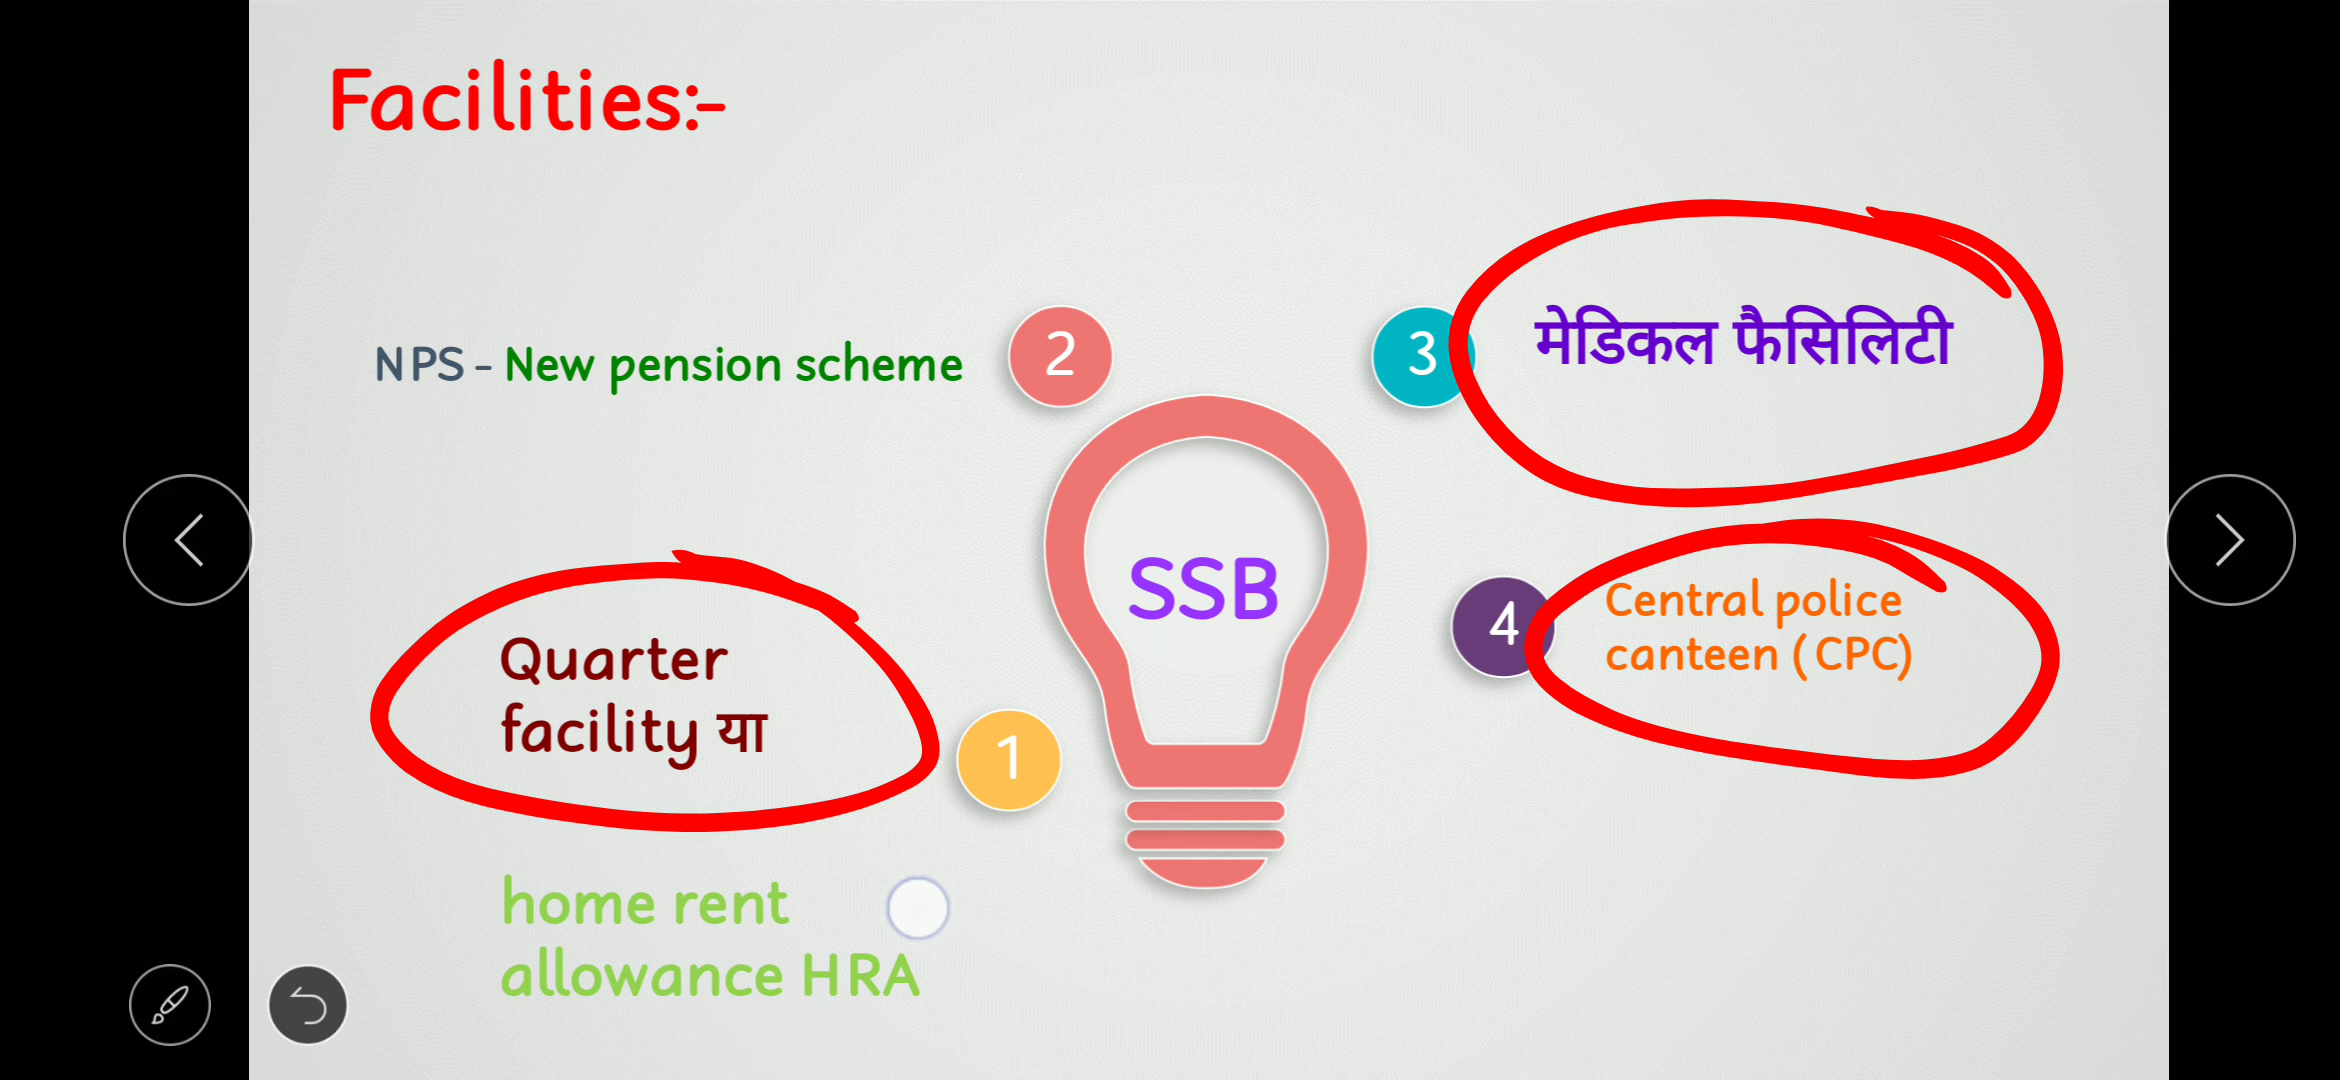 Facilities:-
NPS - New pension scheme
2
3
मेडिकल फैसिलिटी
SSB
4
Central police
canteen ( CPC)
Quarter
facility या
1
home rent
allowance HRA